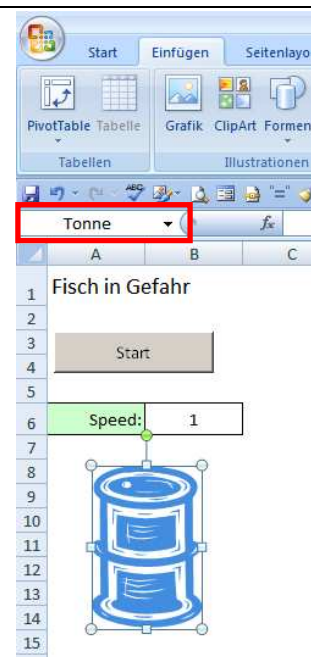 Start Einfügen Seitenlayo
PivotTable Tabelle Grafik ClipArt Formen
Tabellen Illustrationen
ABC "="
Tonne fx
A B C
1 Fisch in Gefahr
2
3
Start
4
5
6 Speed: 1
7
8
9
10
11
12
13
14
15